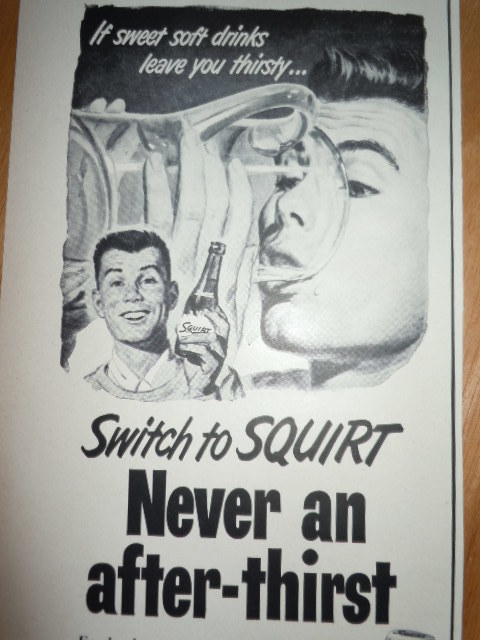 If sweet soft drinks
leave you thirsty...
SQUIRT
Switch to SQUIRT
Never an
after-thirst